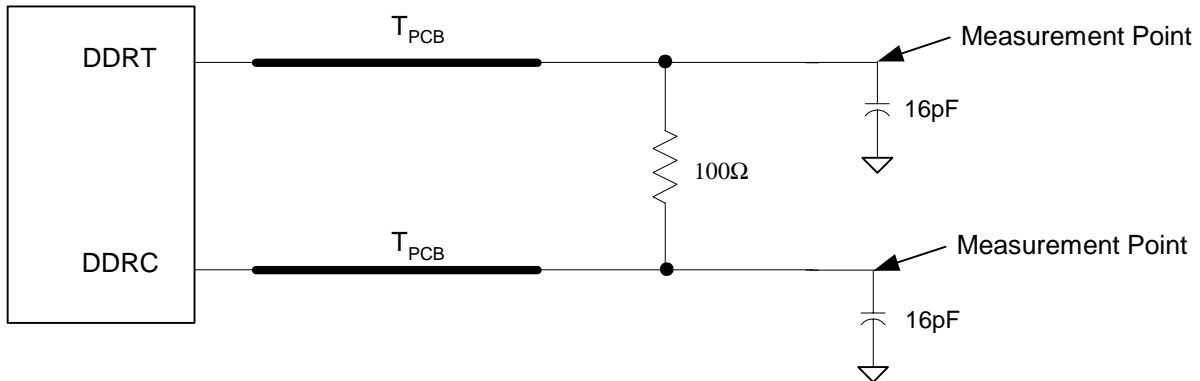 T_PCB
DDRT
Measurement Point
16pF
100Ω
DDRC
T_PCB
Measurement Point
16pF